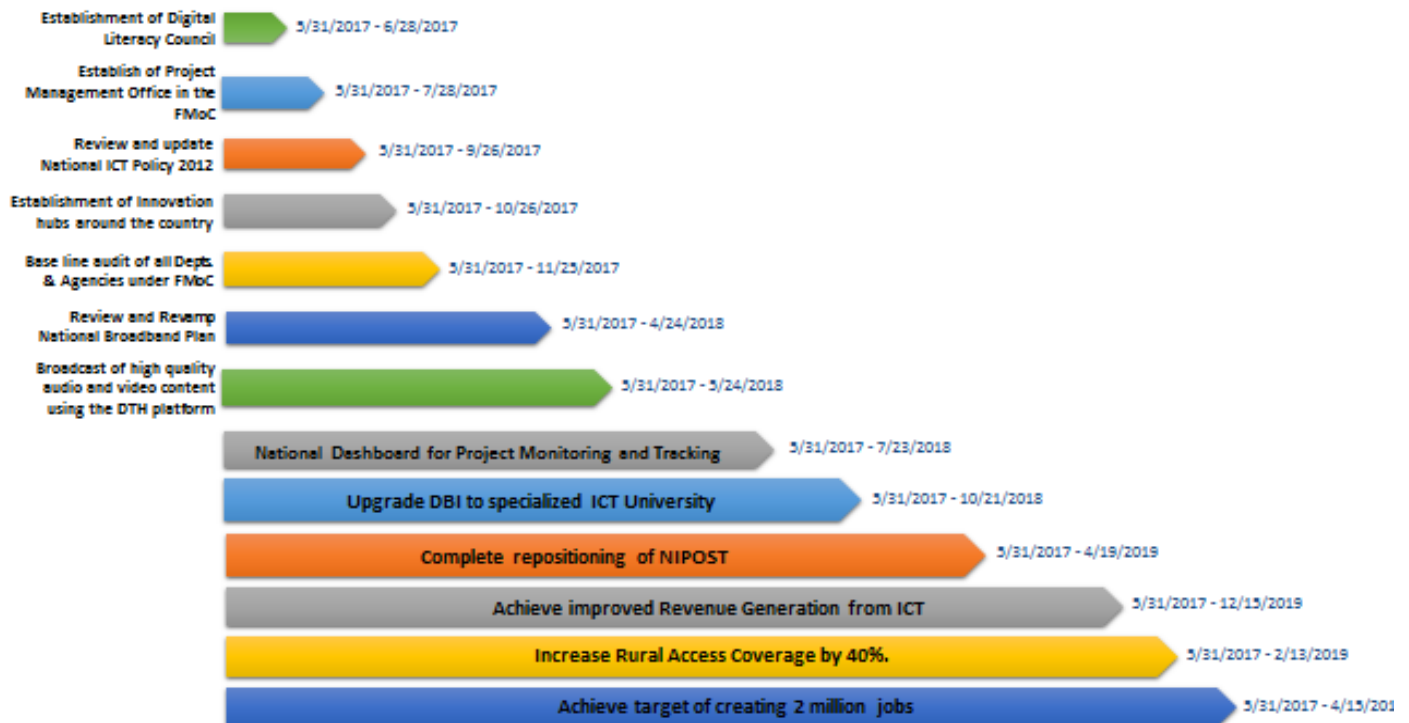 Establishment of Digital
Literacy Council
5/31/2017 - 6/28/2017
Establish of Project
Management Office in the
FMoC
5/31/2017 - 7/28/2017
Review and update
National ICT Policy 2012
5/31/2017 - 9/26/2017
Establishment of Innovation
hubs around the country
5/31/2017 - 10/26/2017
Base line audit of all Depts.
& Agencies under FMoC
5/31/2017 - 11/25/2017
Review and Revamp
National Broadband Plan
5/31/2017 - 4/24/2018
Broadcast of high quality
audio and video content
using the DTH platform
5/31/2017 - 5/24/2018
National Dashboard for Project Monitoring and Tracking
5/31/2017 - 7/23/2018
Upgrade DBI to specialized ICT University
5/31/2017 - 10/21/2018
Complete repositioning of NIPOST
5/31/2017 - 4/19/2019
Achieve improved Revenue Generation from ICT
5/31/2017 - 12/15/2019
Increase Rural Access Coverage by 40%.
5/31/2017 - 2/13/2019
Achieve target of creating 2 million jobs
5/31/2017 - 4/15/201